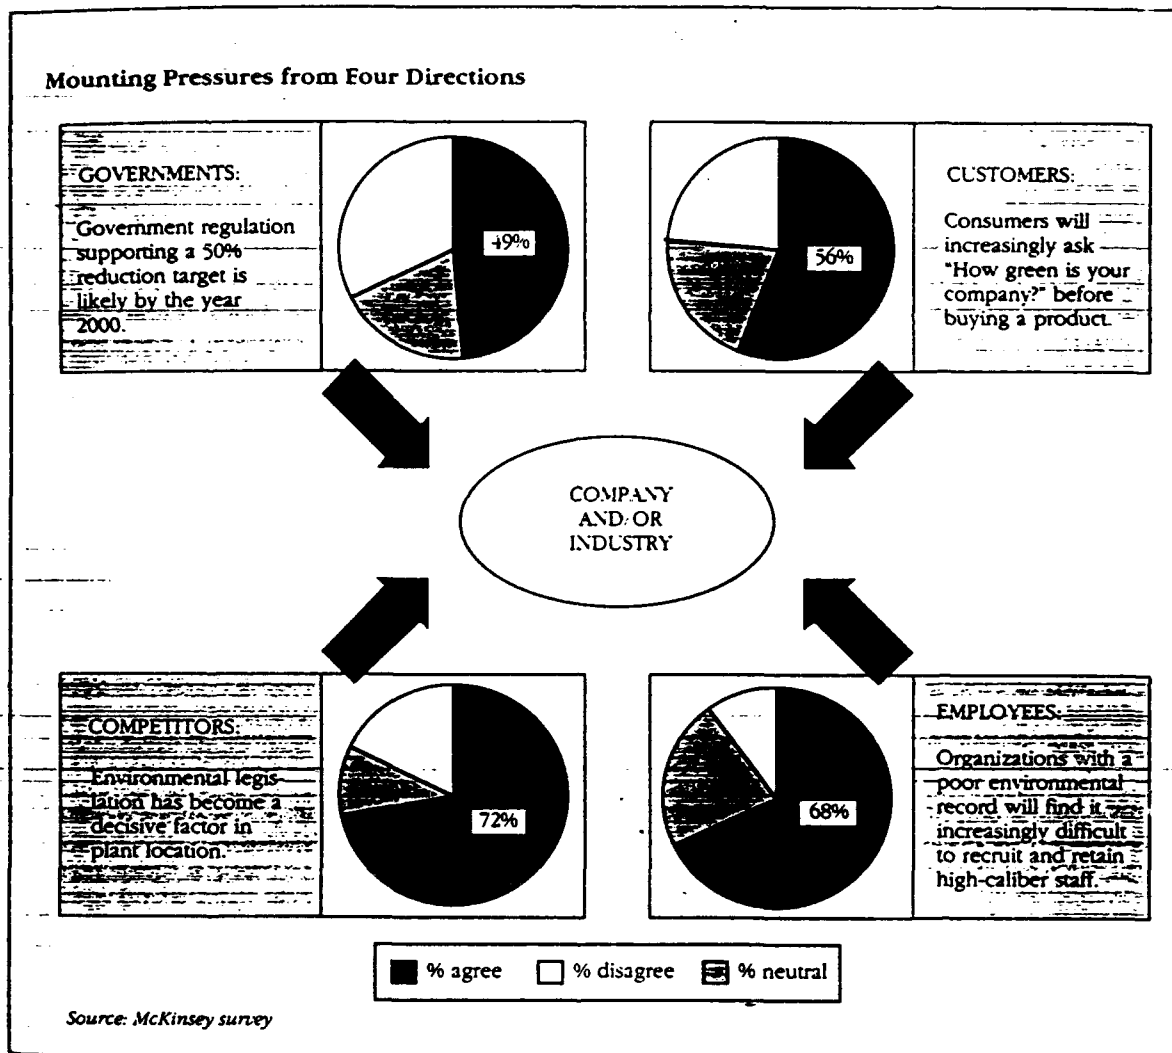 Mounting Pressures from Four Directions
GOVERNMENTS:
Government regulation
supporting a 50%
reduction target is
likely by the year
2000.
49%
56%
CUSTOMERS:
Consumers will
increasingly ask
"How green is your
company?" before
buying a product.
COMPANY
AND/OR
INDUSTRY
COMPETITORS:
Environmental legis-
lation has become a
decisive factor in
plant location.
72%
68%
EMPLOYEES:
Organizations with a
poor environmental
record will find it
increasingly difficult
to recruit and retain
high-caliber staff.
% agree % disagree % neutral
Source: McKinsey survey